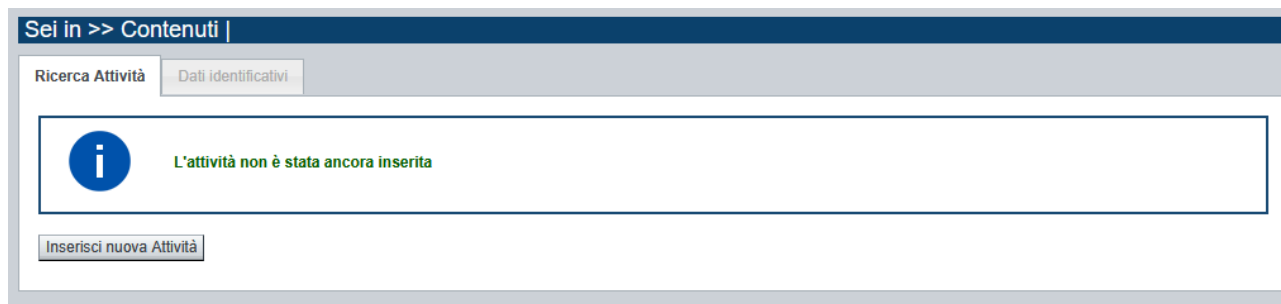 Sei in >> Contenuti |
Ricerca Attività Dati identificativi
i
L'attività non è stata ancora inserita
Inserisci nuova Attività